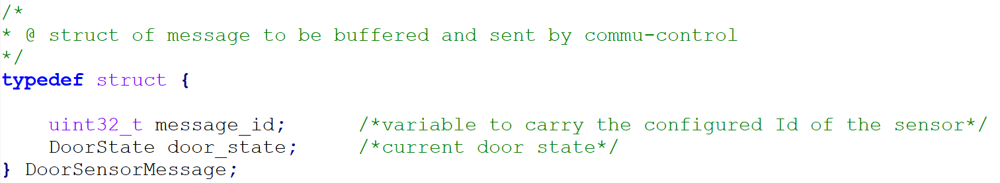 /*
* @ struct of message to be buffered and sent by commu-control
*/
typedef struct {
    uint32_t message_id;      /*variable to carry the configured Id of the sensor*/
    DoorState door_state;     /*current door state*/
} DoorSensorMessage;